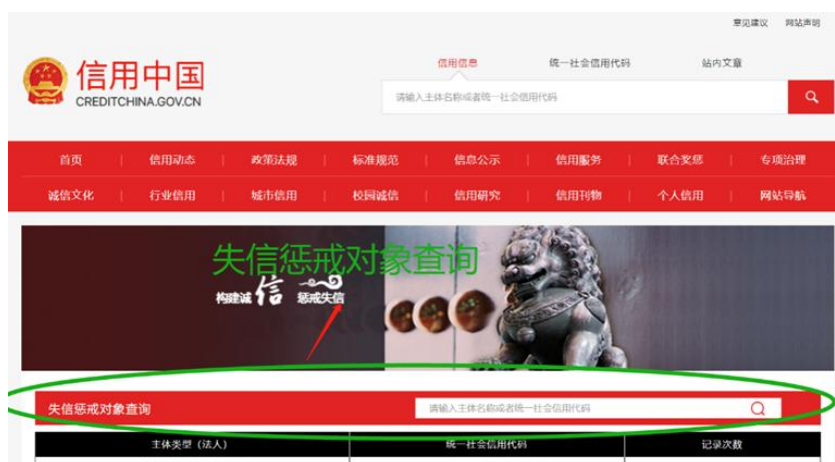 意见建议 网站声明
信用信息 统一社会信用代码 站内文章
信用中国
CREDITCHINA.GOV.CN
请输入主体名称或者统一社会信用代码
首页 信用动态 政策法规 标准规范 信息公示 信用服务 联合奖惩 专项治理
诚信文化 行业信用 城市信用 校园诚信 信用研究 信用刊物 个人信用 网站导航
失信惩戒对象查询
构建诚信 惩戒失信
失信惩戒对象查询 请输入主体名称或者统一社会信用代码
主体类型（法人） 统一社会信用代码 记录次数